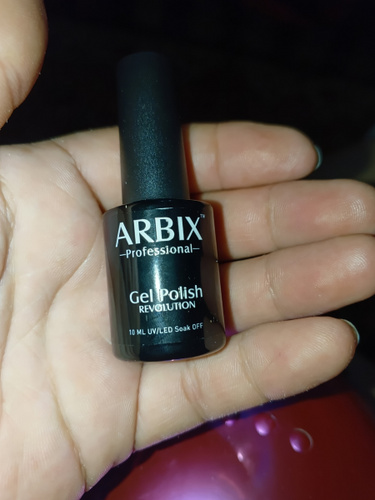 ARBIX™
—Professional—
Gel Polish
REVOLUTION
10 ML UV/LED Soak OFF